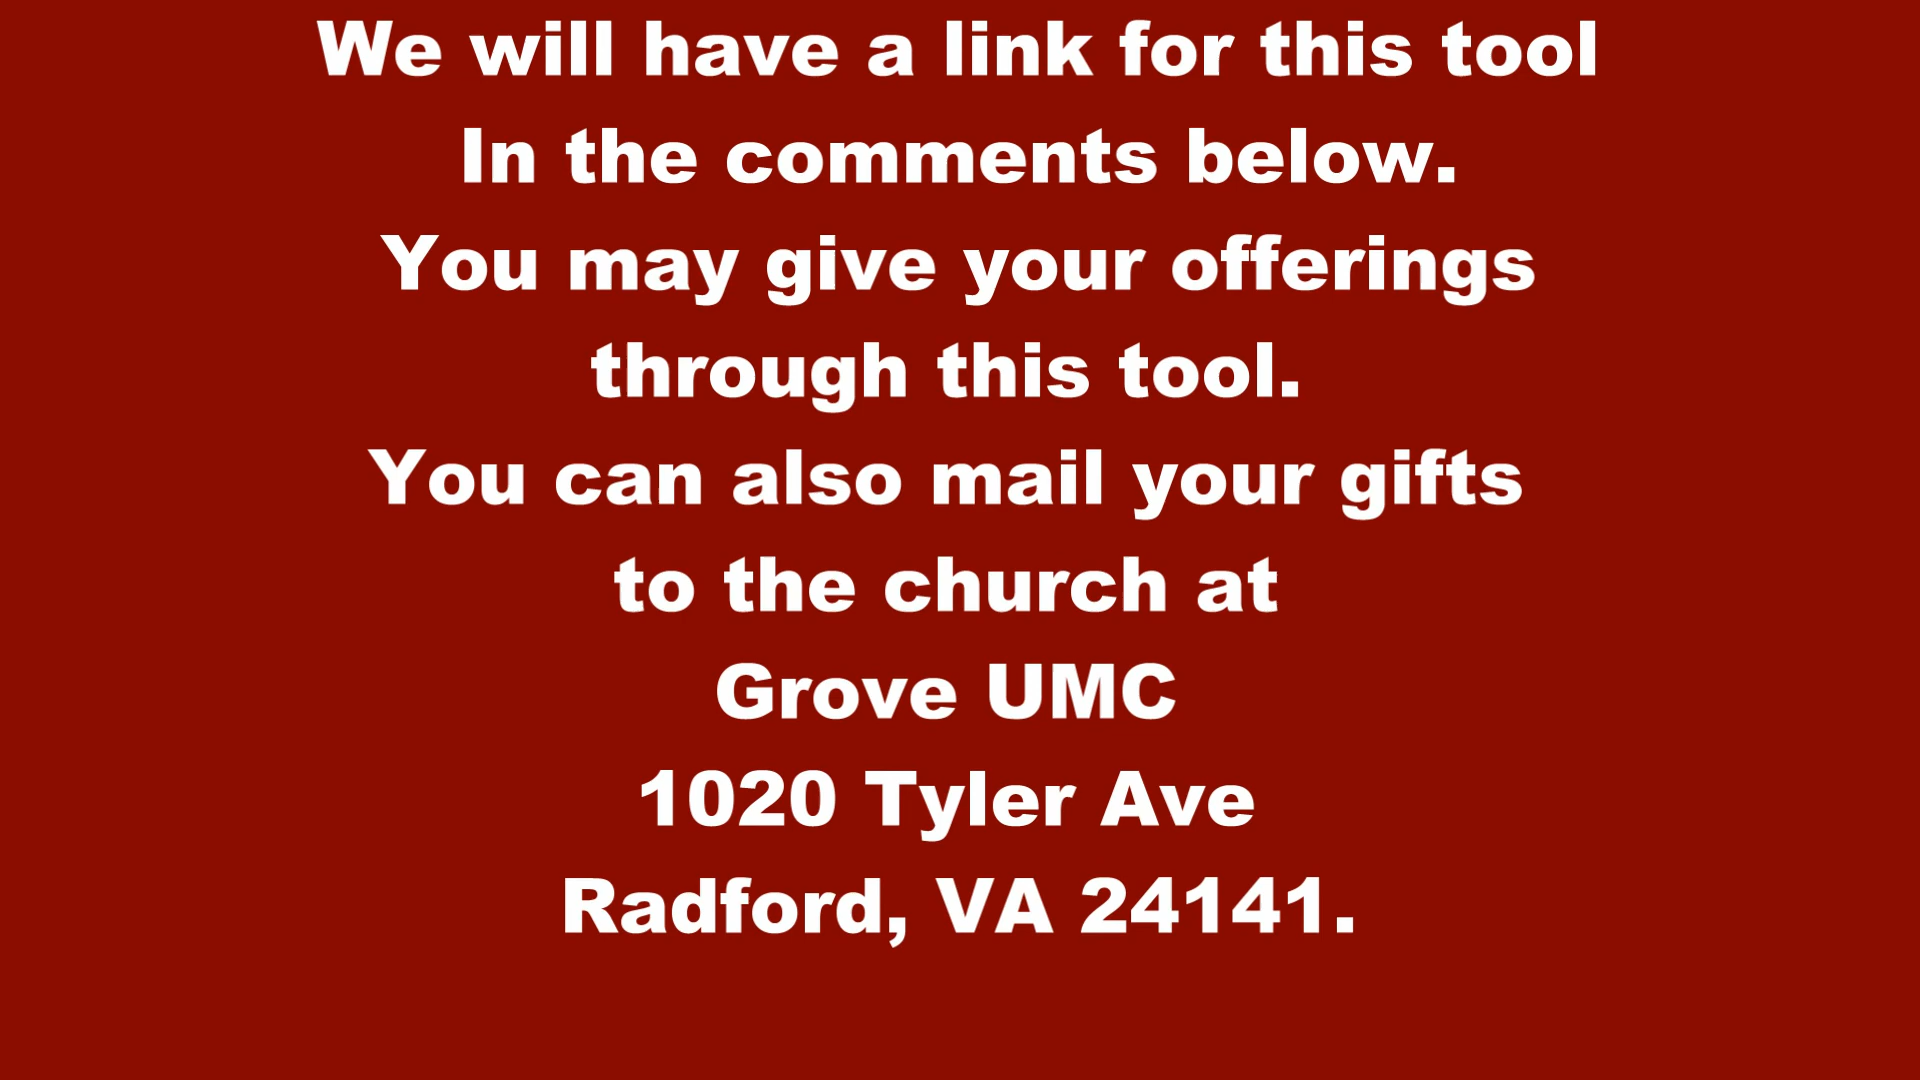 We will have a link for this tool
In the comments below.
You may give your offerings
through this tool.
You can also mail your gifts
to the church at
Grove UMC
1020 Tyler Ave
Radford, VA 24141.